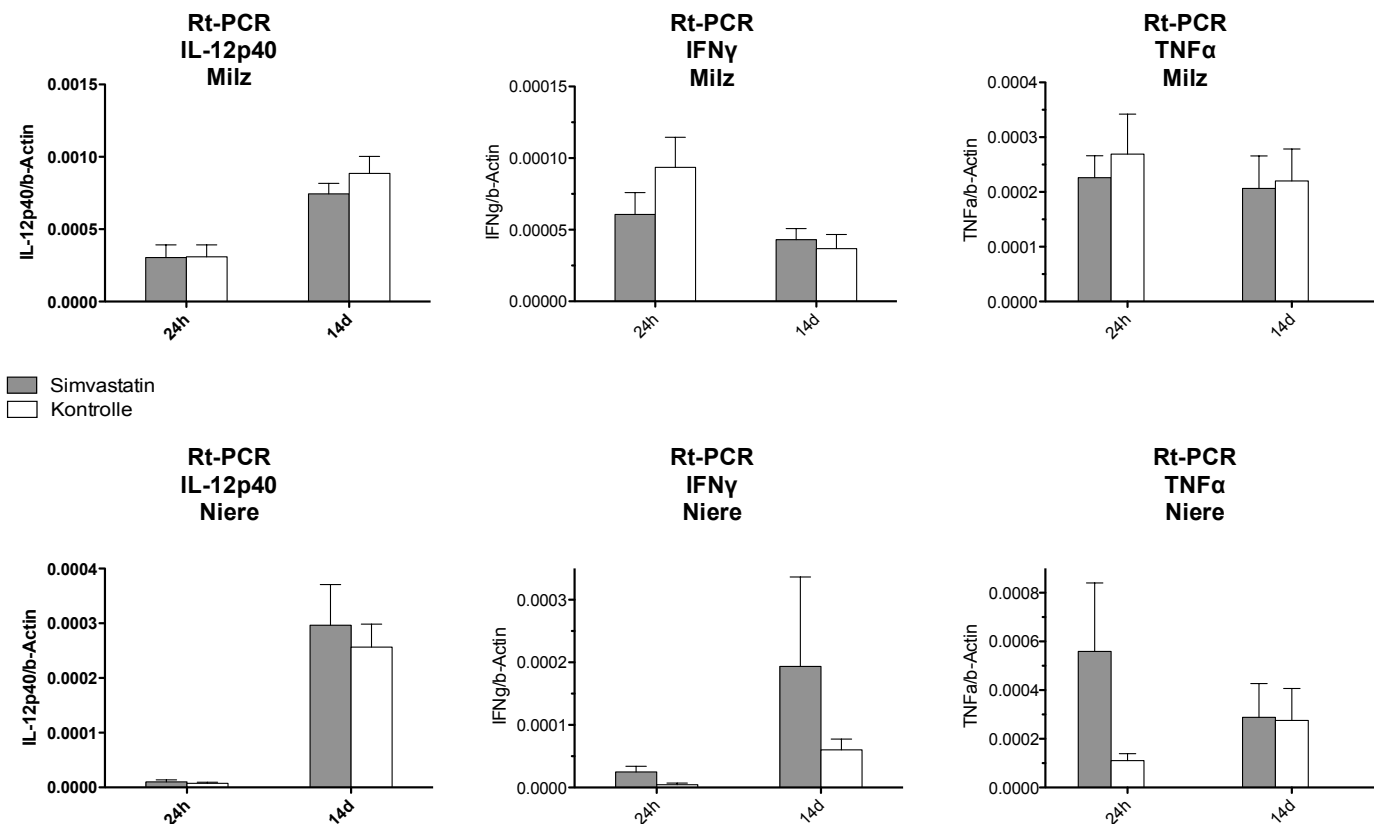 Rt-PCR
IL-12p40
Milz
IL-12p40/b-Actin
0.0015
0.0010
0.0005
0.0000
24h
14d
Rt-PCR
IFNγ
Milz
IFNg/b-Actin
0.00015
0.00010
0.00005
0.00000
24h
14d
Rt-PCR
TNFα
Milz
TNFa/b-Actin
0.0004
0.0003
0.0002
0.0001
0.0000
24h
14d
Simvastatin
Kontrolle
Rt-PCR
IL-12p40
Niere
IL-12p40/b-Actin
0.0004
0.0003
0.0002
0.0001
0.0000
24h
14d
Rt-PCR
IFNγ
Niere
IFNg/b-Actin
0.0003
0.0002
0.0001
0.0000
24h
14d
Rt-PCR
TNFα
Niere
TNFa/b-Actin
0.0008
0.0006
0.0004
0.0002
0.0000
24h
14d